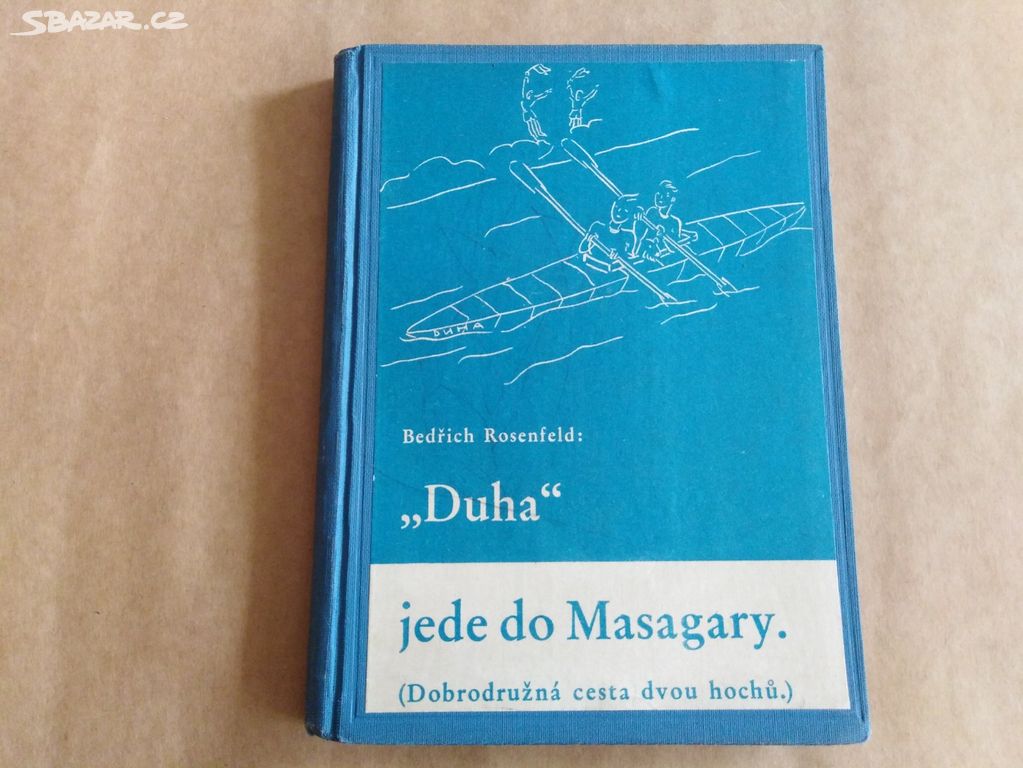 SBAZAR.CZ
DUHA
Bedřich Rosenfeld:
„Duha“
jede do Masagary.
(Dobrodružná cesta dvou hochů.)